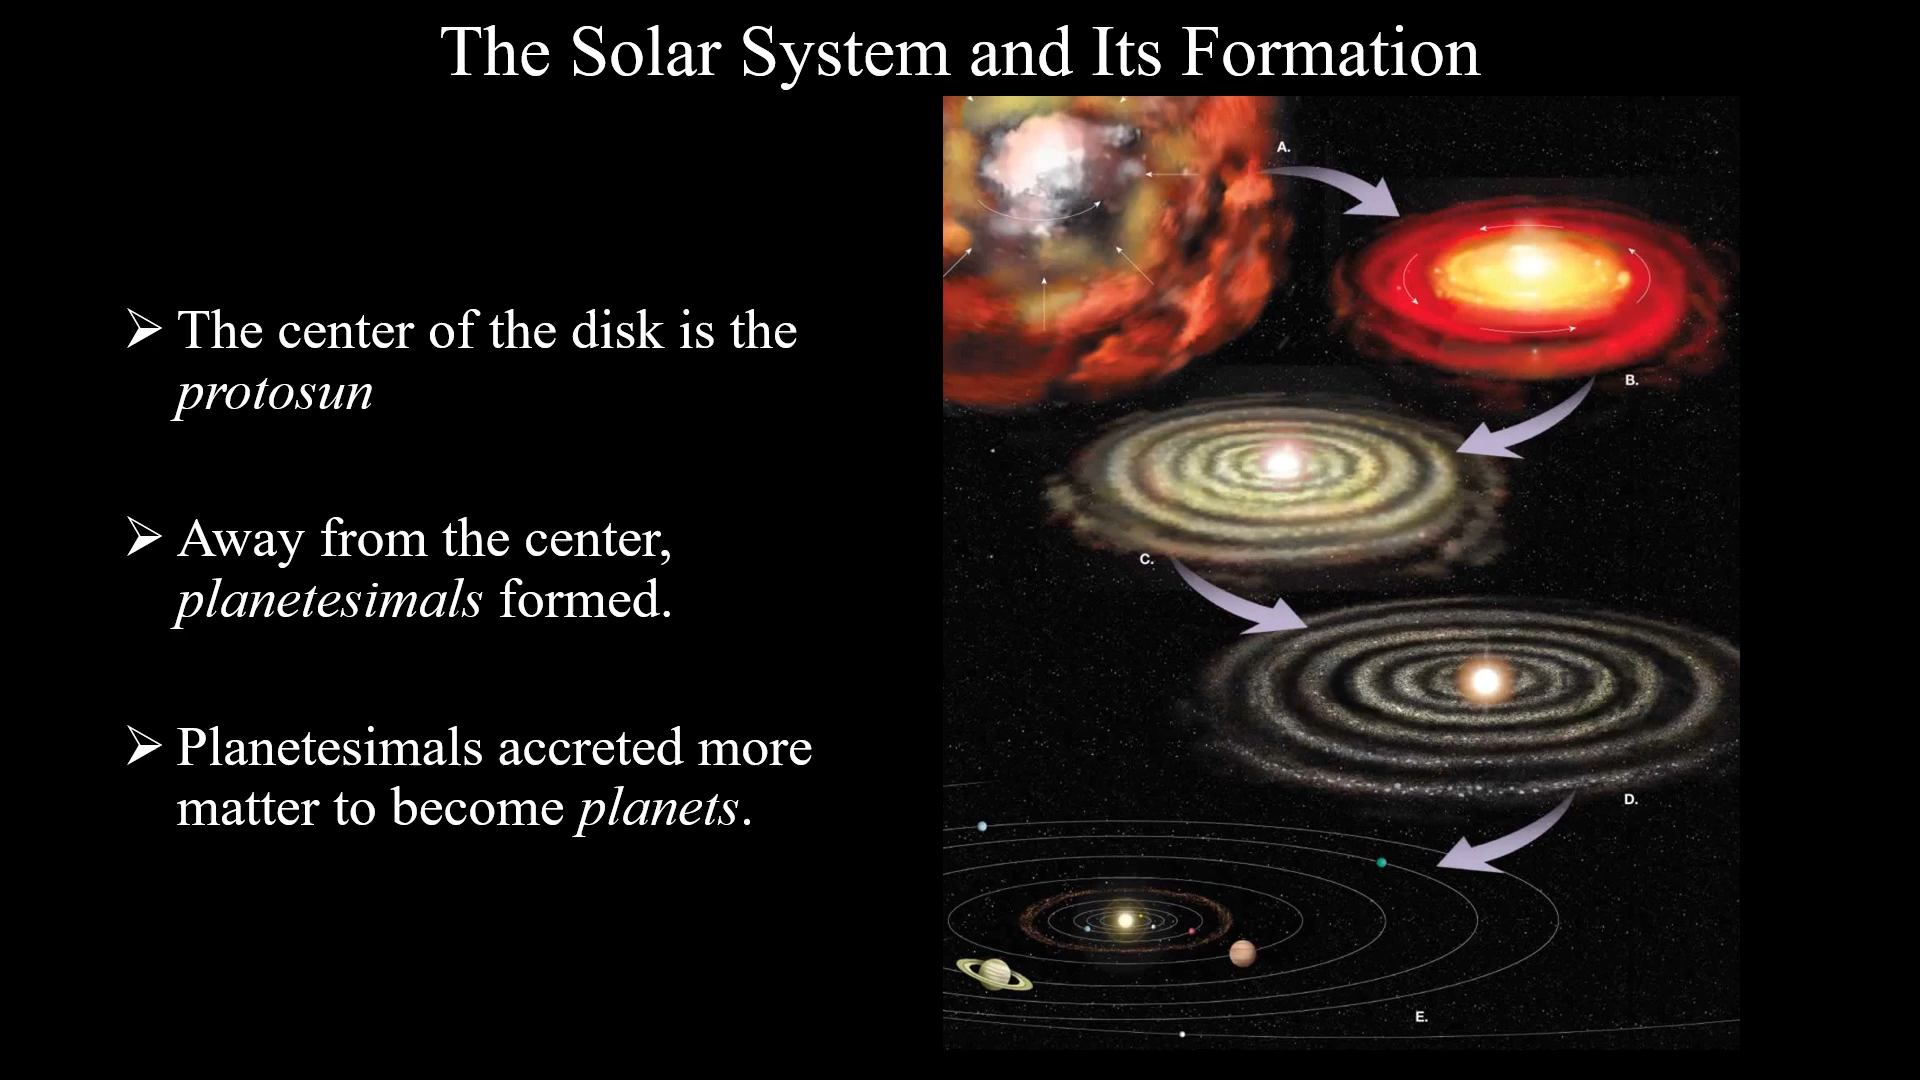 The Solar System and Its Formation
➢ The center of the disk is the
protosun
➢ Away from the center,
planetesimals formed.
➢ Planetesimals accreted more
matter to become planets.
A.
B.
C.
D.
E.